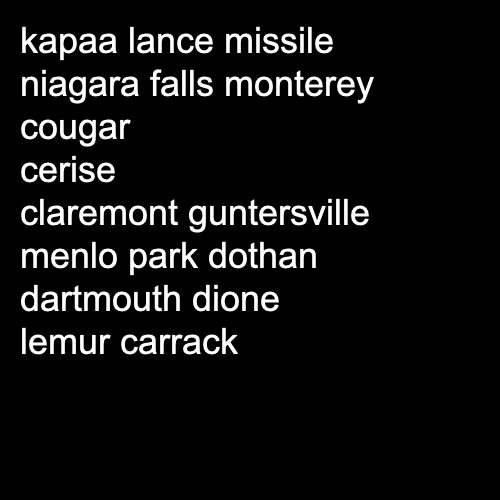 kapaa lance missile
niagara falls monterey
cougar
cerise
claremont guntersville
menlo park dothan
dartmouth dione
lemur carrack